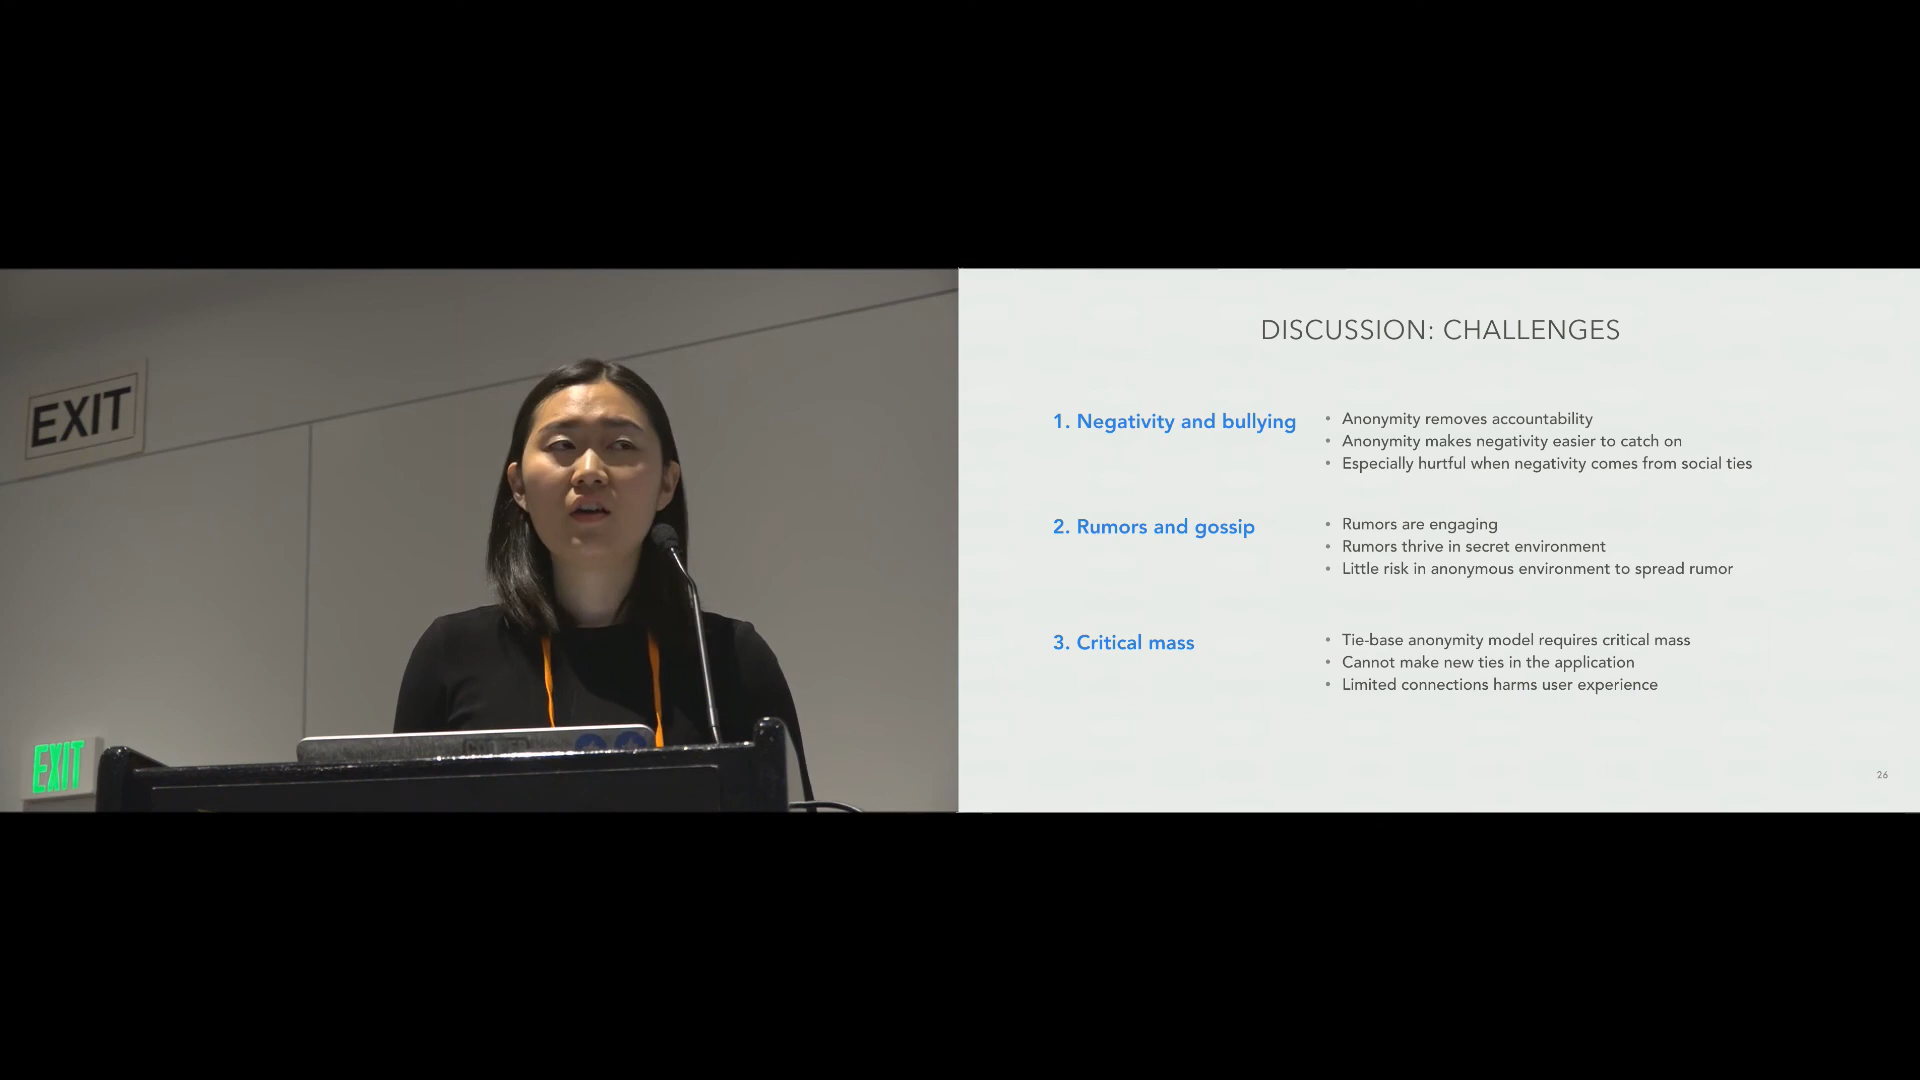 EXIT
EXIT
DISCUSSION: CHALLENGES
1. Negativity and bullying
• Anonymity removes accountability
• Anonymity makes negativity easier to catch on
• Especially hurtful when negativity comes from social ties
2. Rumors and gossip
• Rumors are engaging
• Rumors thrive in secret environment
• Little risk in anonymous environment to spread rumor
3. Critical mass
• Tie-base anonymity model requires critical mass
• Cannot make new ties in the application
• Limited connections harms user experience
26